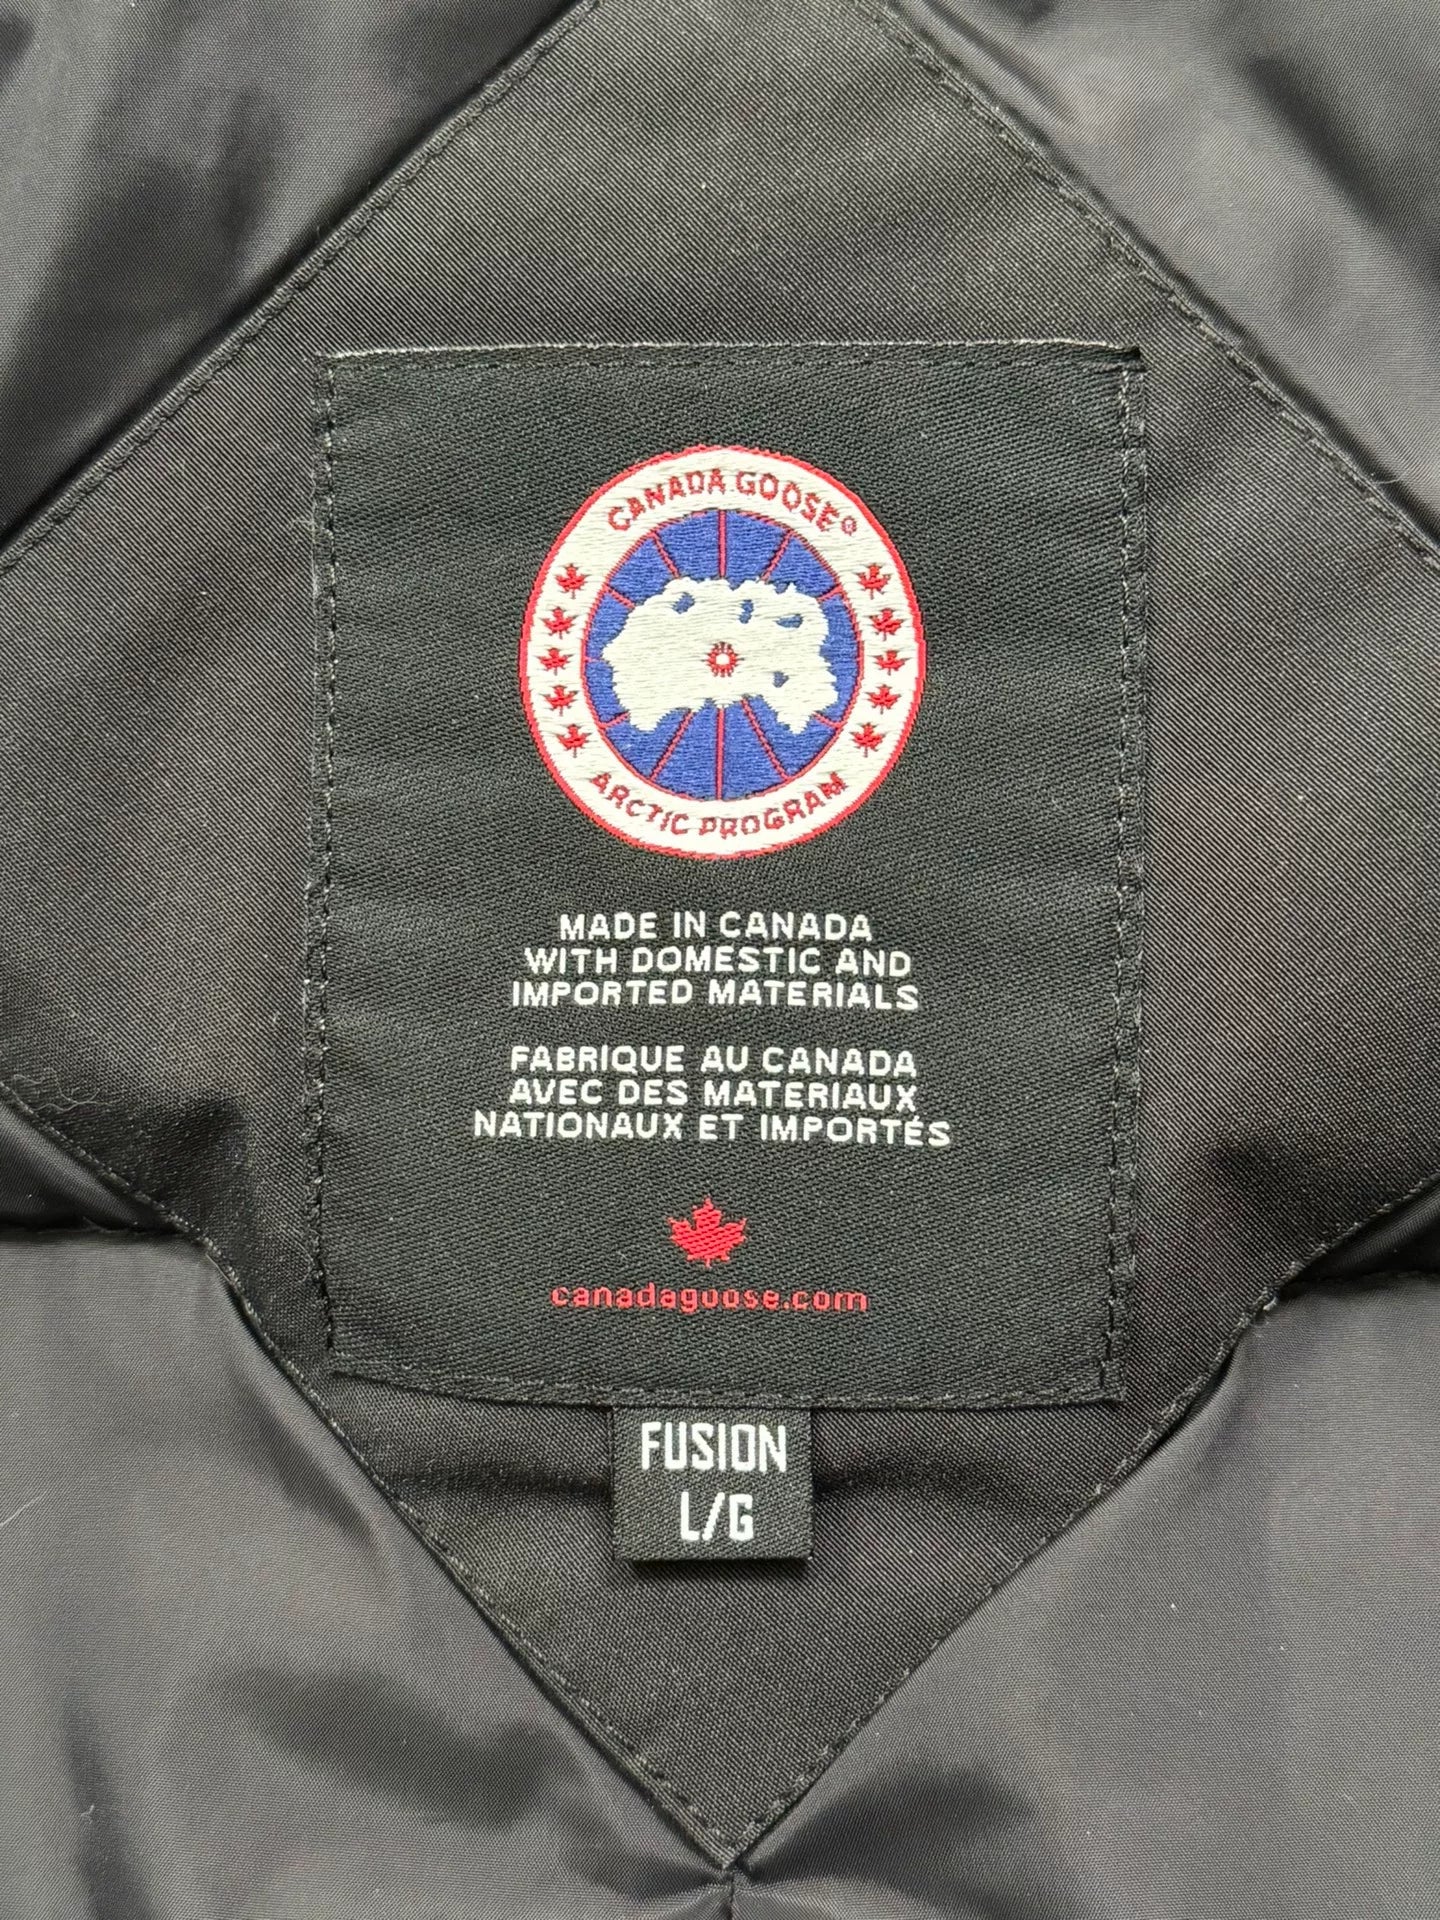 CANADA GOOSE®
ARCTIC PROGRAM
MADE IN CANADA
WITH DOMESTIC AND
IMPORTED MATERIALS
FABRIQUE AU CANADA
AVEC DES MATERIAUX
NATIONAUX ET IMPORTÉS
canadagoose.com
FUSION
L/G